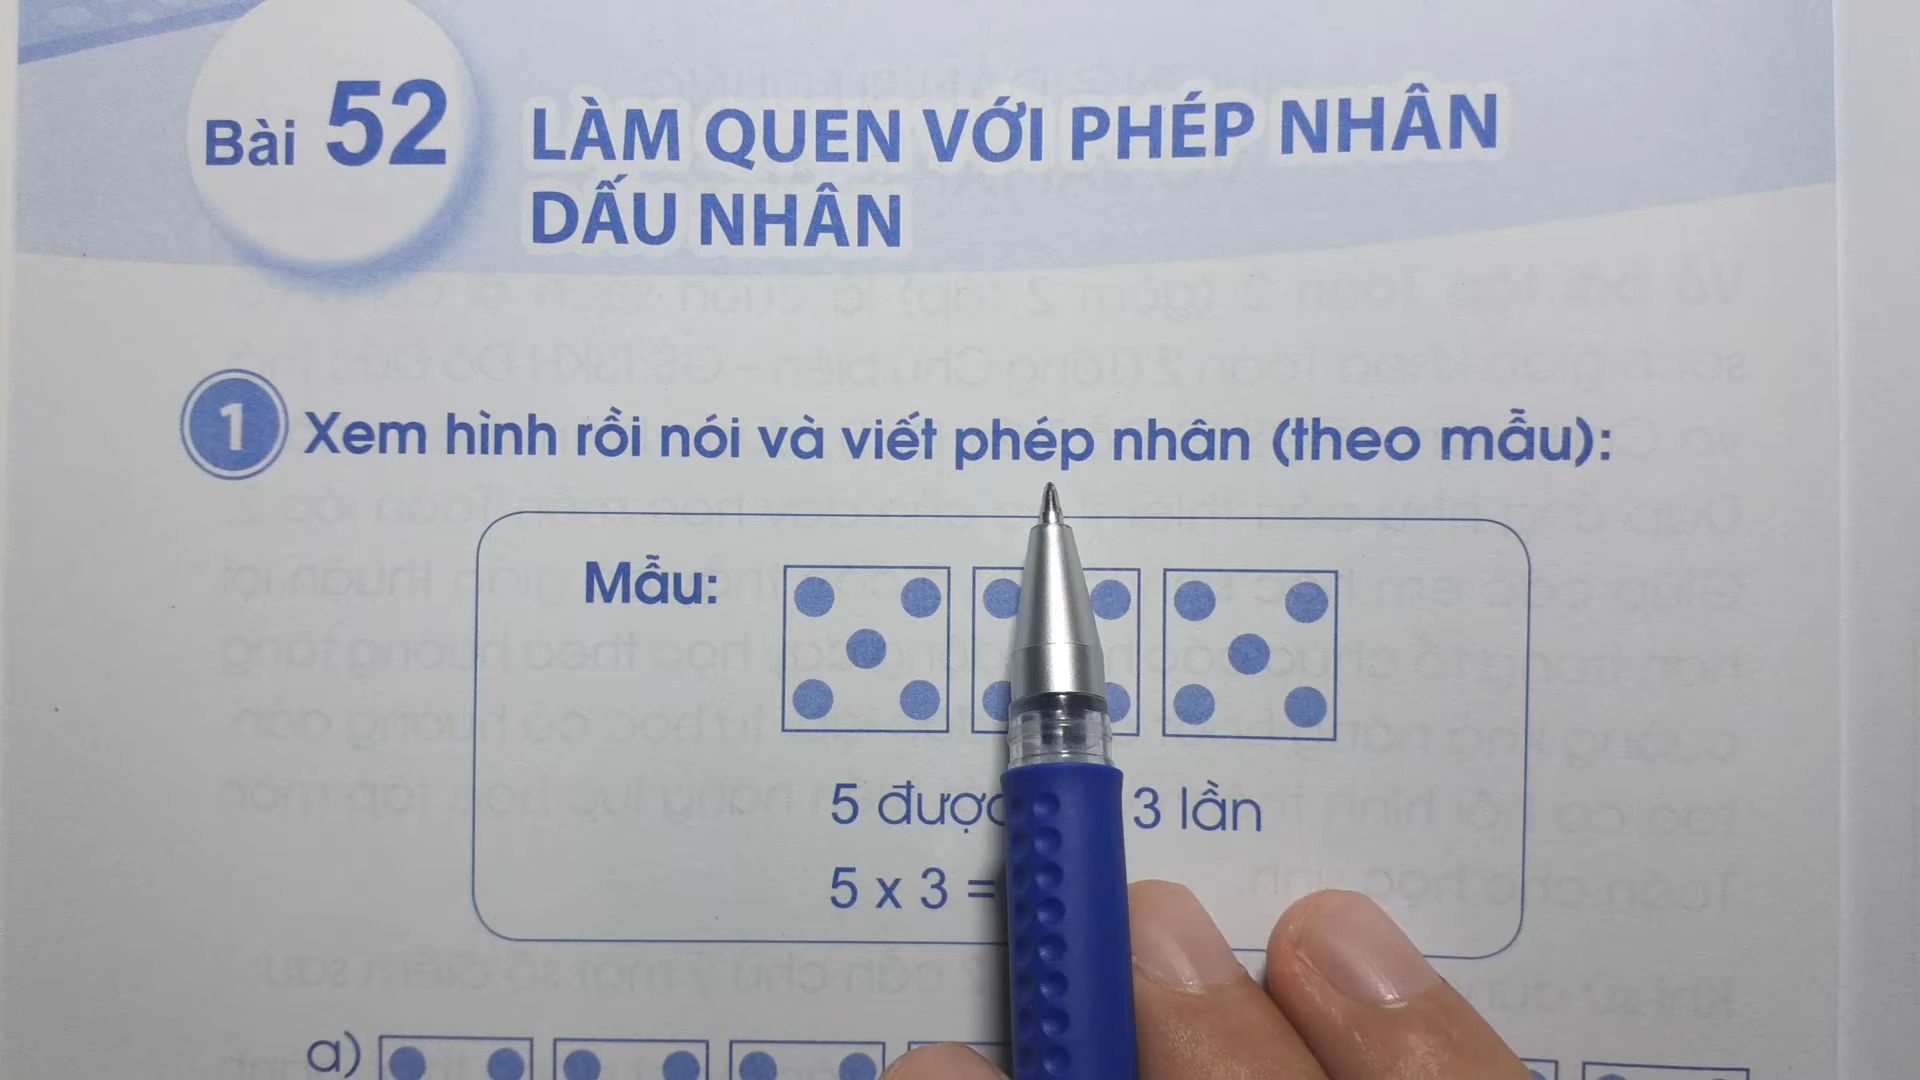 Bài 52
LÀM QUEN VỚI PHÉP NHÂN
DẤU NHÂN
1 Xem hình rồi nói và viết phép nhân (theo mẫu):
Mẫu:
5 3 lần
5 x 3 =
a)